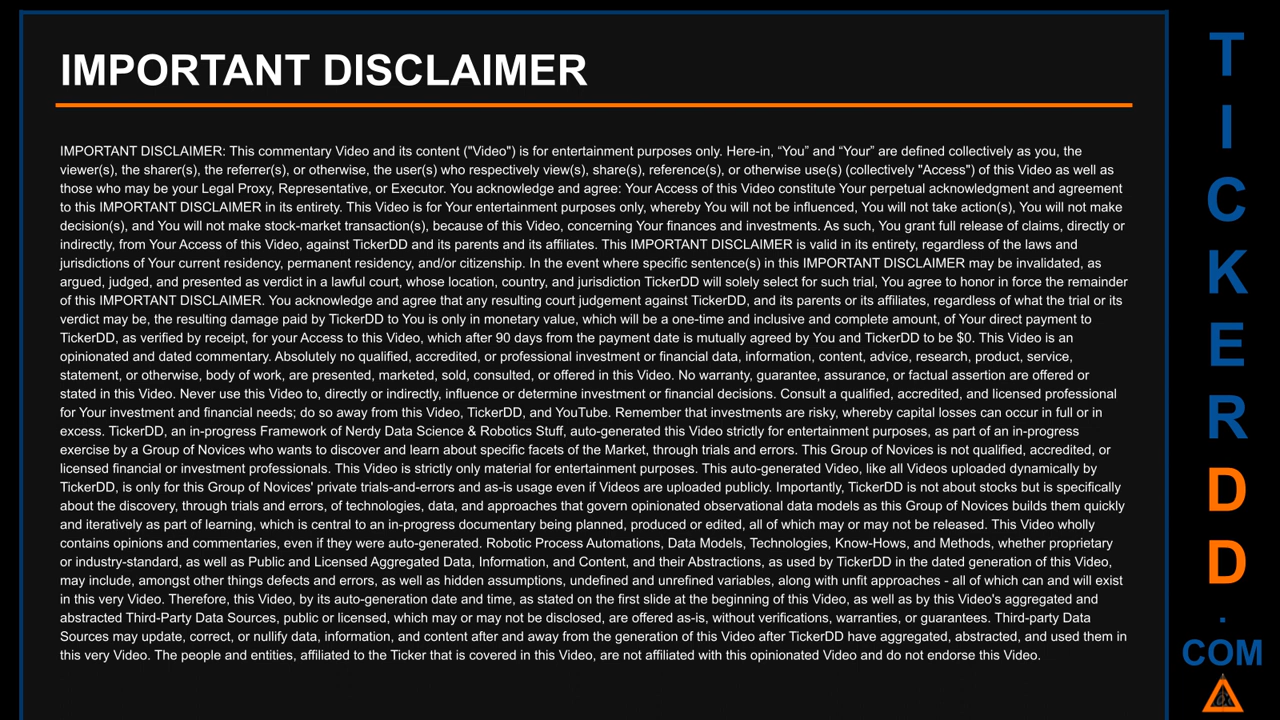 IMPORTANT DISCLAIMER
IMPORTANT DISCLAIMER: This commentary Video and its content ("Video") is for entertainment purposes only. Here-in, “You” and “Your” are defined collectively as you, the
viewer(s), the sharer(s), the referrer(s), or otherwise, the user(s) who respectively view(s), share(s), reference(s), or otherwise use(s) (collectively "Access") of this Video as well as
those who may be your Legal Proxy, Representative, or Executor. You acknowledge and agree: Your Access of this Video constitute Your perpetual acknowledgment and agreement
to this IMPORTANT DISCLAIMER in its entirety. This Video is for Your entertainment purposes only, whereby You will not be influenced, You will not take action(s), You will not make
decision(s), and You will not make stock-market transaction(s), because of this Video, concerning Your finances and investments. As such, You grant full release of claims, directly or
indirectly, from Your Access of this Video, against TickerDD and its parents and its affiliates. This IMPORTANT DISCLAIMER is valid in its entirety, regardless of the laws and
jurisdictions of Your current residency, permanent residency, and/or citizenship. In the event where specific sentence(s) in this IMPORTANT DISCLAIMER may be invalidated, as
argued, judged, and presented as verdict in a lawful court, whose location, country, and jurisdiction TickerDD will solely select for such trial, You agree to honor in force the remainder
of this IMPORTANT DISCLAIMER. You acknowledge and agree that any resulting court judgement against TickerDD, and its parents or its affiliates, regardless of what the trial or its
verdict may be, the resulting damage paid by TickerDD to You is only in monetary value, which will be a one-time and inclusive and complete amount, of Your direct payment to
TickerDD, as verified by receipt, for your Access to this Video, which after 90 days from the payment date is mutually agreed by You and TickerDD to be $0. This Video is an
opinionated and dated commentary. Absolutely no qualified, accredited, or professional investment or financial data, information, content, advice, research, product, service,
statement, or otherwise, body of work, are presented, marketed, sold, consulted, or offered in this Video. No warranty, guarantee, assurance, or factual assertion are offered or
stated in this Video. Never use this Video to, directly or indirectly, influence or determine investment or financial decisions. Consult a qualified, accredited, and licensed professional
for Your investment and financial needs; do so away from this Video, TickerDD, and YouTube. Remember that investments are risky, whereby capital losses can occur in full or in
excess. TickerDD, an in-progress Framework of Nerdy Data Science & Robotics Stuff, auto-generated this Video strictly for entertainment purposes, as part of an in-progress
exercise by a Group of Novices who wants to discover and learn about specific facets of the Market, through trials and errors. This Group of Novices is not qualified, accredited, or
licensed financial or investment professionals. This Video is strictly only material for entertainment purposes. This auto-generated Video, like all Videos uploaded dynamically by
TickerDD, is only for this Group of Novices' private trials-and-errors and as-is usage even if Videos are uploaded publicly. Importantly, TickerDD is not about stocks but is specifically
about the discovery, through trials and errors, of technologies, data, and approaches that govern opinionated observational data models as this Group of Novices builds them quickly
and iteratively as part of learning, which is central to an in-progress documentary being planned, produced or edited, all of which may or may not be released. This Video wholly
contains opinions and commentaries, even if they were auto-generated. Robotic Process Automations, Data Models, Technologies, Know-Hows, and Methods, whether proprietary
or industry-standard, as well as Public and Licensed Aggregated Data, Information, and Content, and their Abstractions, as used by TickerDD in the dated generation of this Video,
may include, amongst other things defects and errors, as well as hidden assumptions, undefined and unrefined variables, along with unfit approaches - all of which can and will exist
in this very Video. Therefore, this Video, by its auto-generation date and time, as stated on the first slide at the beginning of this Video, as well as by this Video's aggregated and
abstracted Third-Party Data Sources, public or licensed, which may or may not be disclosed, are offered as-is, without verifications, warranties, or guarantees. Third-party Data
Sources may update, correct, or nullify data, information, and content after and away from the generation of this Video after TickerDD have aggregated, abstracted, and used them in
this very Video. The people and entities, affiliated to the Ticker that is covered in this Video, are not affiliated with this opinionated Video and do not endorse this Video.
T
I
C
K
E
R
D
D
.
COM